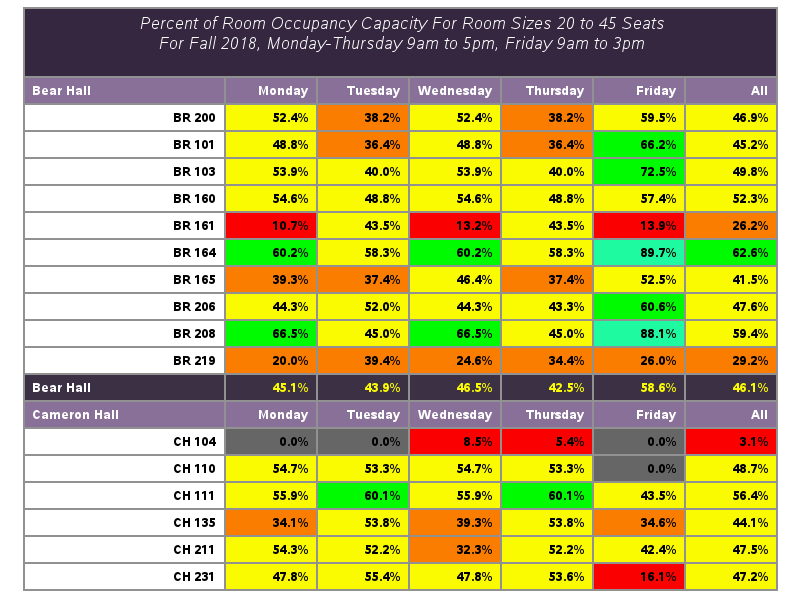 Percent of Room Occupancy Capacity For Room Sizes 20 to 45 Seats
For Fall 2018, Monday-Thursday 9am to 5pm, Friday 9am to 3pm
Bear Hall Monday Tuesday Wednesday Thursday Friday All
BR 200 52.4% 38.2% 52.4% 38.2% 59.5% 46.9%
BR 101 48.8% 36.4% 48.8% 36.4% 66.2% 45.2%
BR 103 53.9% 40.0% 53.9% 40.0% 72.5% 49.8%
BR 160 54.6% 48.8% 54.6% 48.8% 57.4% 52.3%
BR 161 10.7% 43.5% 13.2% 43.5% 13.9% 26.2%
BR 164 60.2% 58.3% 60.2% 58.3% 89.7% 62.6%
BR 165 39.3% 37.4% 46.4% 37.4% 52.5% 41.5%
BR 206 44.3% 52.0% 44.3% 43.3% 60.6% 47.6%
BR 208 66.5% 45.0% 66.5% 45.0% 88.1% 59.4%
BR 219 20.0% 39.4% 24.6% 34.4% 26.0% 29.2%
Bear Hall 45.1% 43.9% 46.5% 42.5% 58.6% 46.1%
Cameron Hall Monday Tuesday Wednesday Thursday Friday All
CH 104 0.0% 0.0% 8.5% 5.4% 0.0% 3.1%
CH 110 54.7% 53.3% 54.7% 53.3% 0.0% 48.7%
CH 111 55.9% 60.1% 55.9% 60.1% 43.5% 56.4%
CH 135 34.1% 53.8% 39.3% 53.8% 34.6% 44.1%
CH 211 54.3% 52.2% 32.3% 52.2% 42.4% 47.5%
CH 231 47.8% 55.4% 47.8% 53.6% 16.1% 47.2%